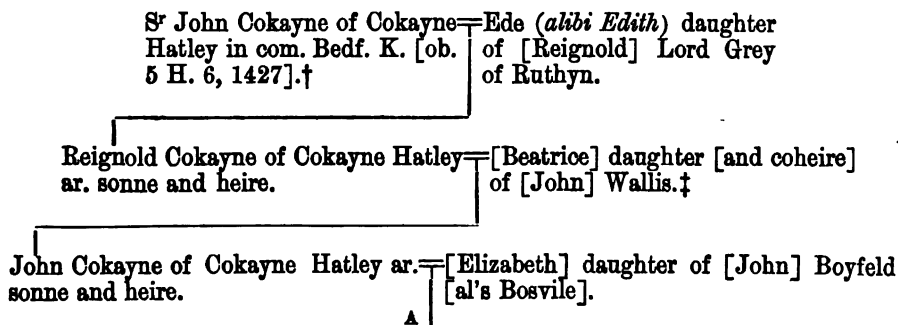 Sr John Cokayne of Cokayne=Ede (alibi Edith) daughter
Hatley in com. Bedf. K. [ob. of [Reignold] Lord Grey
5 H. 6, 1427].† of Ruthyn.
Reignold Cokayne of Cokayne Hatley=[Beatrice] daughter [and coheire]
ar. sonne and heire. of [John] Wallis.‡
John Cokayne of Cokayne Hatley ar.=[Elizabeth] daughter of [John] Boyfeld
sonne and heire. [al's Bosvile].
A